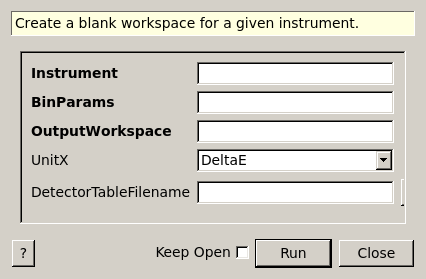 Create a blank workspace for a given instrument.
Instrument
BinParams
OutputWorkspace
UnitX DeltaE
DetectorTableFilename
? Keep Open Run Close